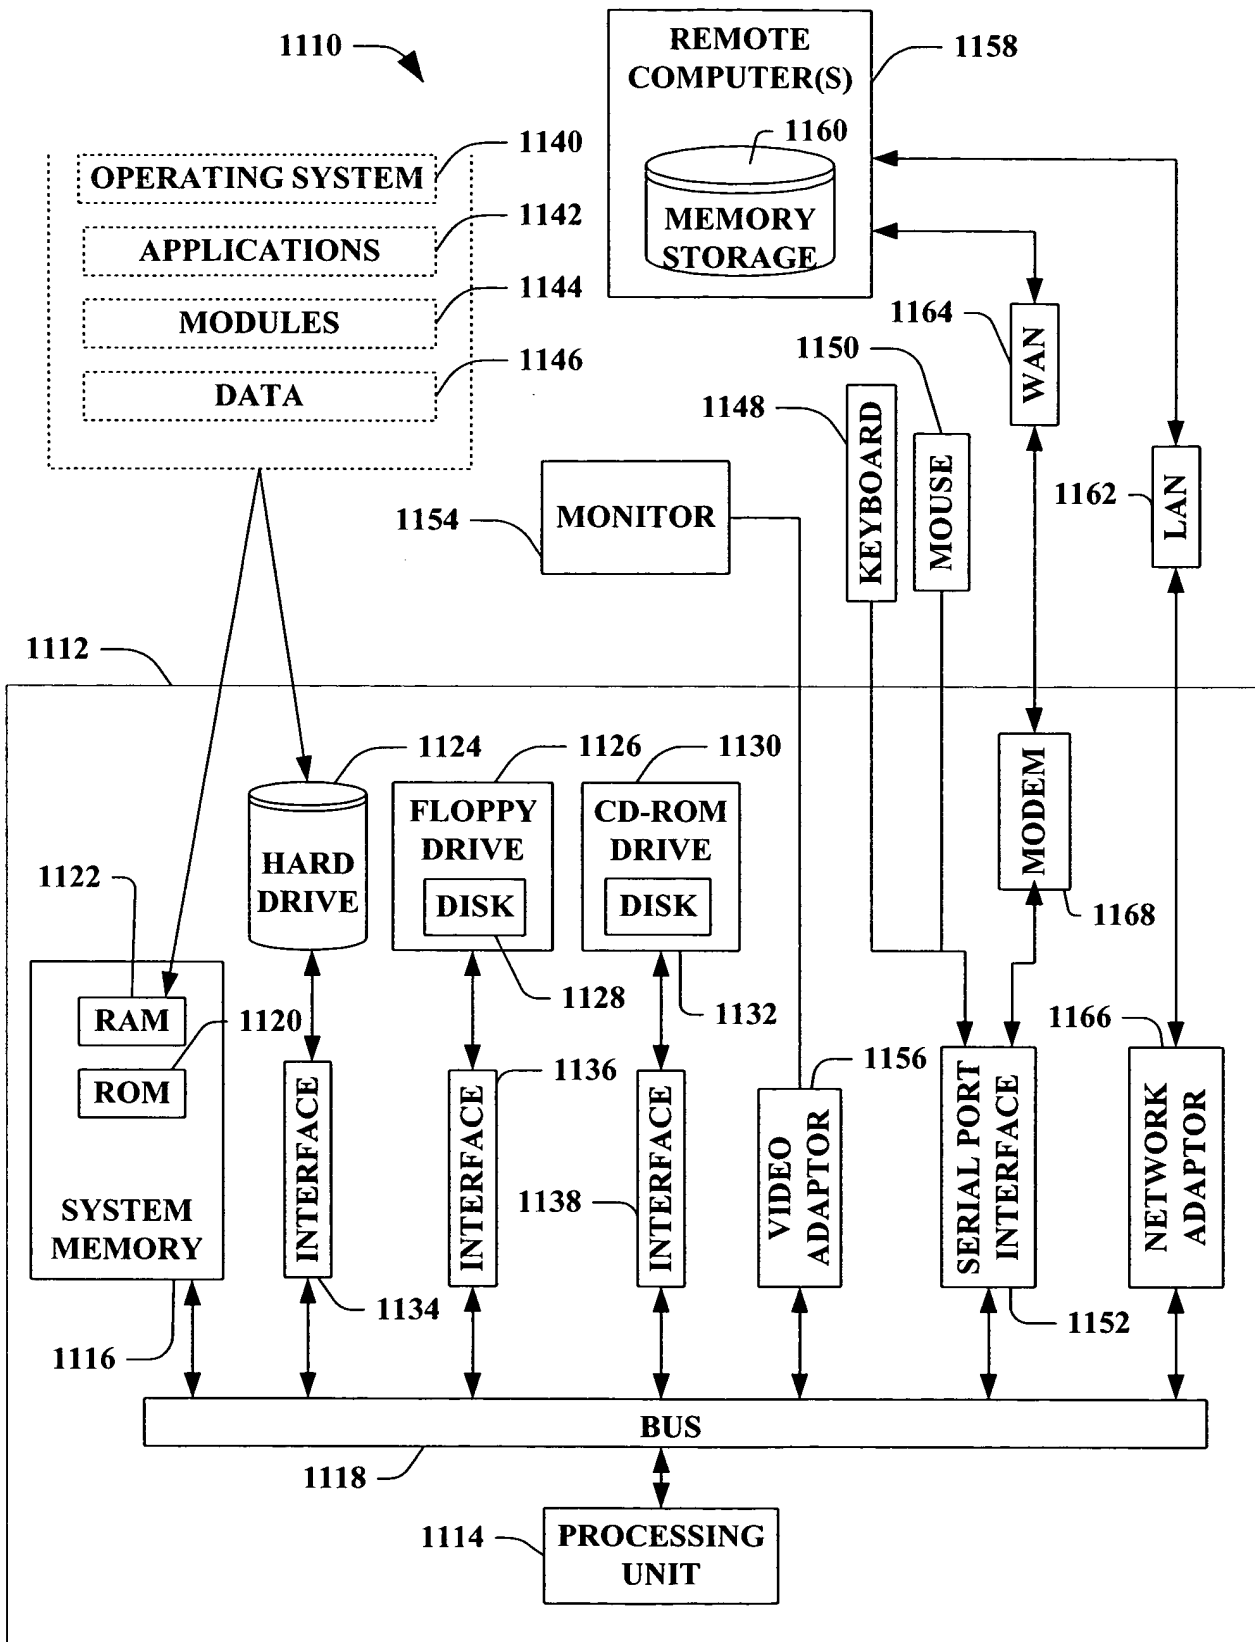 1110
REMOTE
COMPUTER(S)
1158
1160
MEMORY
STORAGE
1140
OPERATING SYSTEM
1142
APPLICATIONS
1144
MODULES
1146
DATA
1164
WAN
1150
1148
KEYBOARD
MOUSE
1162
LAN
1154
MONITOR
1112
1124
HARD
DRIVE
1126
FLOPPY
DRIVE
DISK
1128
1130
CD-ROM
DRIVE
DISK
1132
MODEM
1168
1122
RAM
1120
ROM
SYSTEM
MEMORY
1116
INTERFACE
1134
1136
INTERFACE
1138
INTERFACE
1156
VIDEO
ADAPTOR
SERIAL PORT
INTERFACE
1152
1166
NETWORK
ADAPTOR
BUS
1118
1114
PROCESSING
UNIT